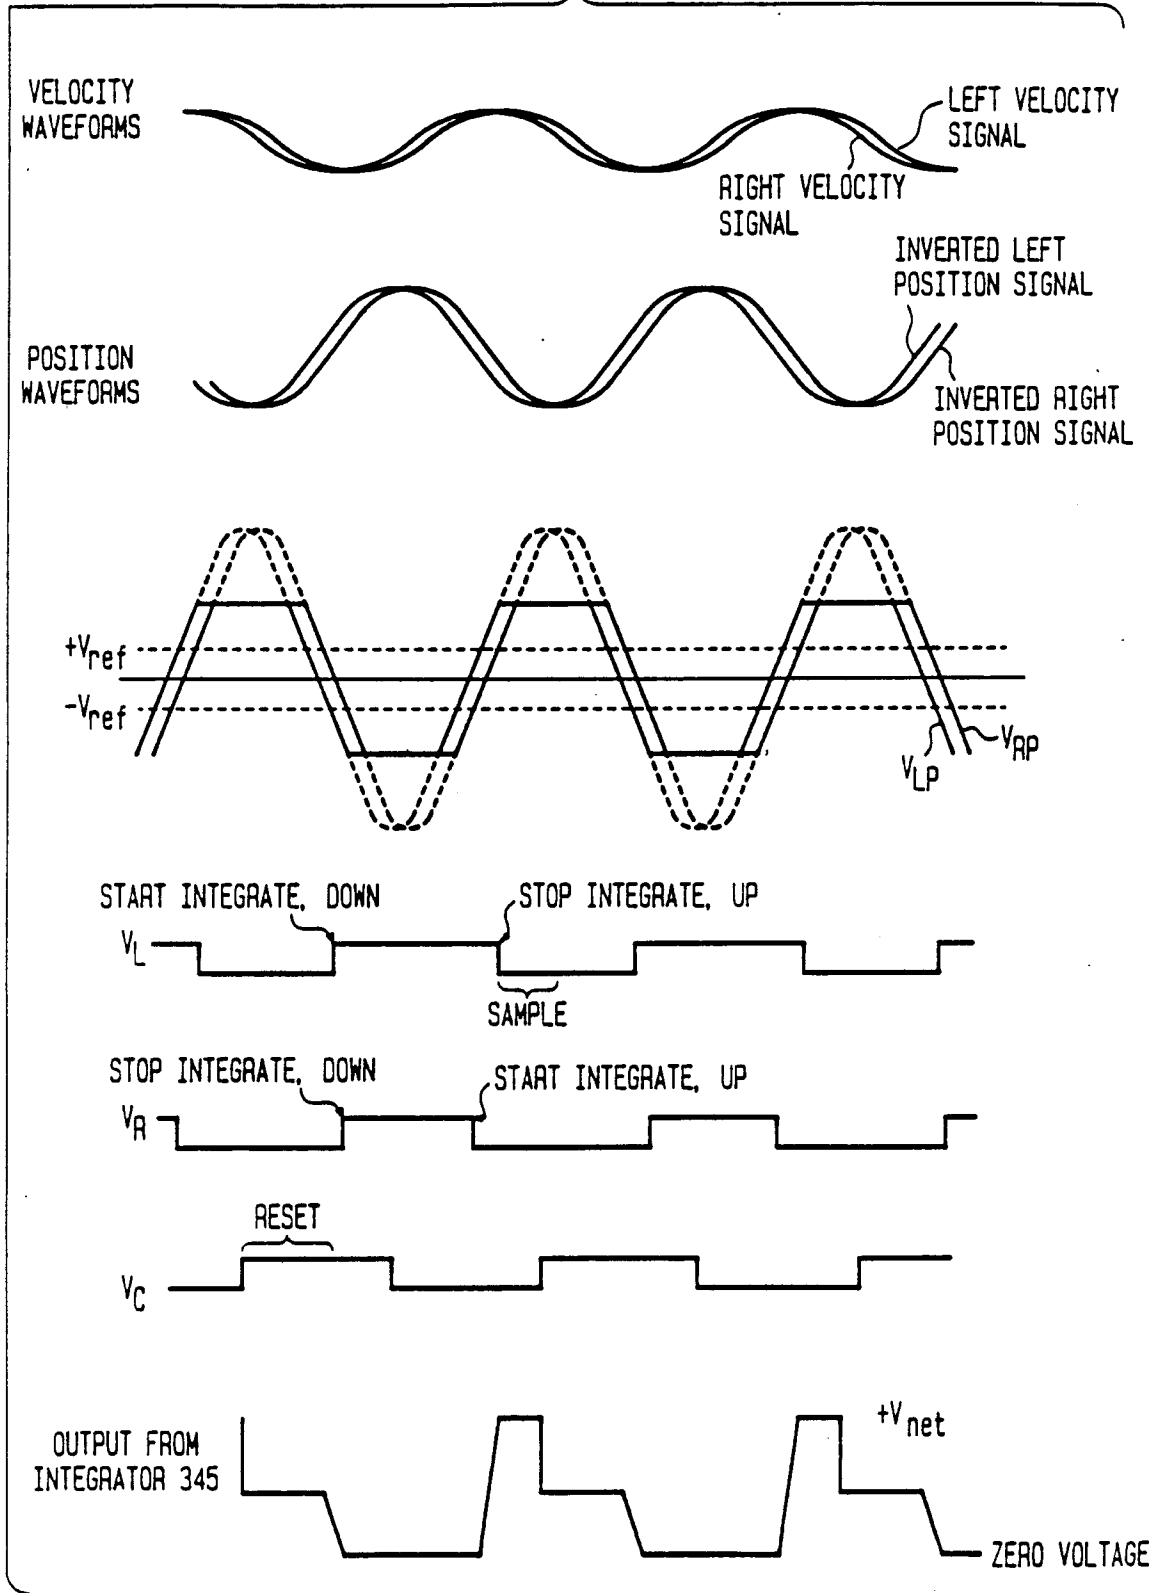 VELOCITY
WAVEFORMS
LEFT VELOCITY
SIGNAL
RIGHT VELOCITY
SIGNAL
INVERTED LEFT
POSITION SIGNAL
POSITION
WAVEFORMS
INVERTED RIGHT
POSITION SIGNAL
+Vref
-Vref
VRP
VLP
START INTEGRATE, DOWN
STOP INTEGRATE, UP
VL
SAMPLE
STOP INTEGRATE, DOWN
START INTEGRATE, UP
VR
RESET
VC
+Vnet
OUTPUT FROM
INTEGRATOR 345
ZERO VOLTAGE